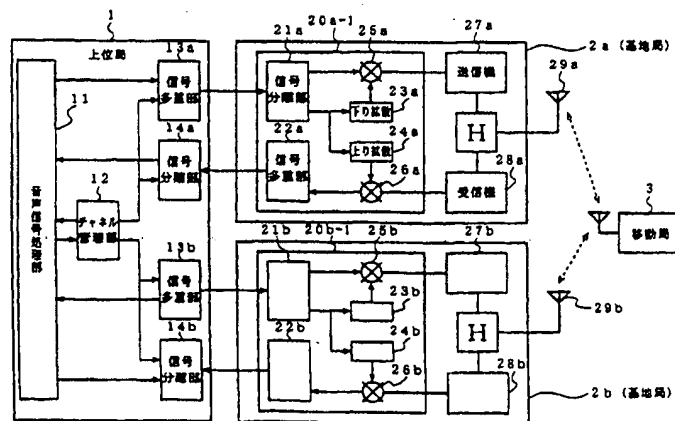 1
上位局
11
音声信号処理部
12
チャネル
管理部
13a
信号
多重部
14a
信号
分離部
13b
信号
多重部
14b
信号
分離部
20a-1
21a
信号
分離部
22a
信号
多重部
25a
23a
下り拡散
24a
上り拡散
26a
27a
送信機
H
28a
受信機
2a (基地局)
29a
3
移動局
20b-1
21b
22b
25b
23b
24b
26b
27b
H
28b
2b (基地局)
29b